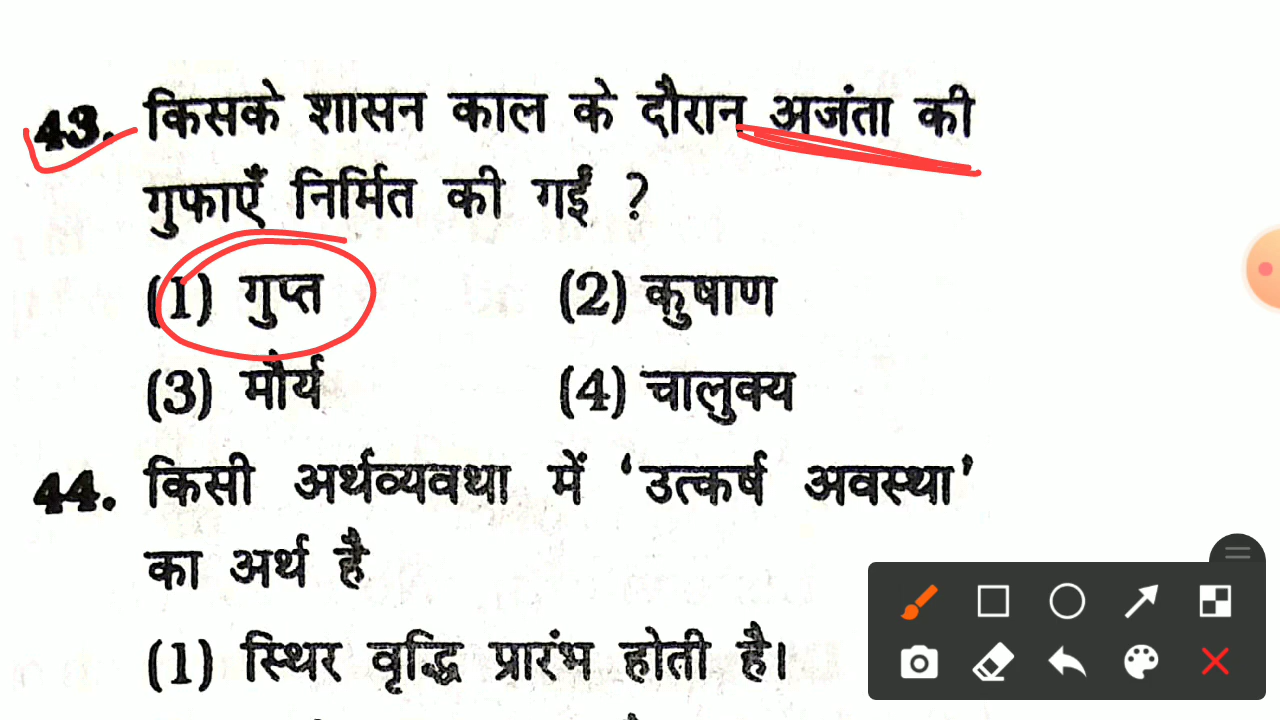 43. किसके शासन काल के दौरान अजंता की
गुफाएँ निर्मित की गईं ?
(1) गुप्त (2) कुषाण
(3) मौर्य (4) चालुक्य
44. किसी अर्थव्यवथा में ‘उत्कर्ष अवस्था’
का अर्थ है
(1) स्थिर वृद्धि प्रारंभ होती है।